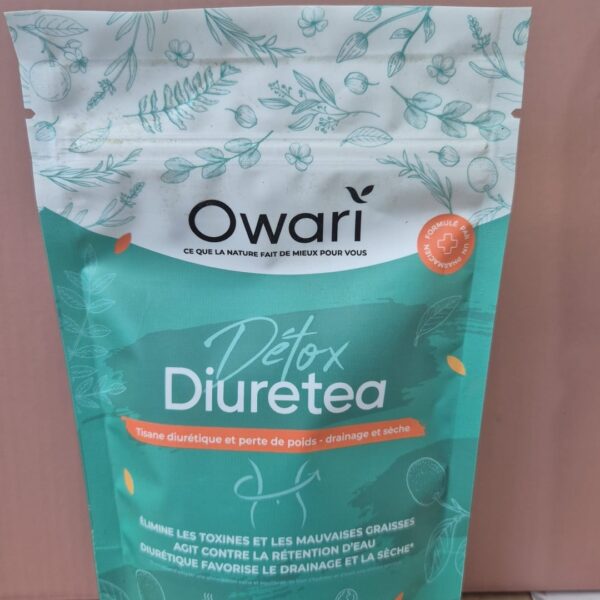 Owari
CE QUE LA NATURE FAIT DE MIEUX POUR VOUS
FORMULÉ PAR UN PHARMACIEN
Détox
Diuretea
Tisane diurétique et perte de poids - drainage et sèche
ÉLIMINE LES TOXINES ET LES MAUVAISES GRAISSES
AGIT CONTRE LA RÉTENTION D'EAU
DIURÉTIQUE FAVORISE LE DRAINAGE ET LA SÈCHE*